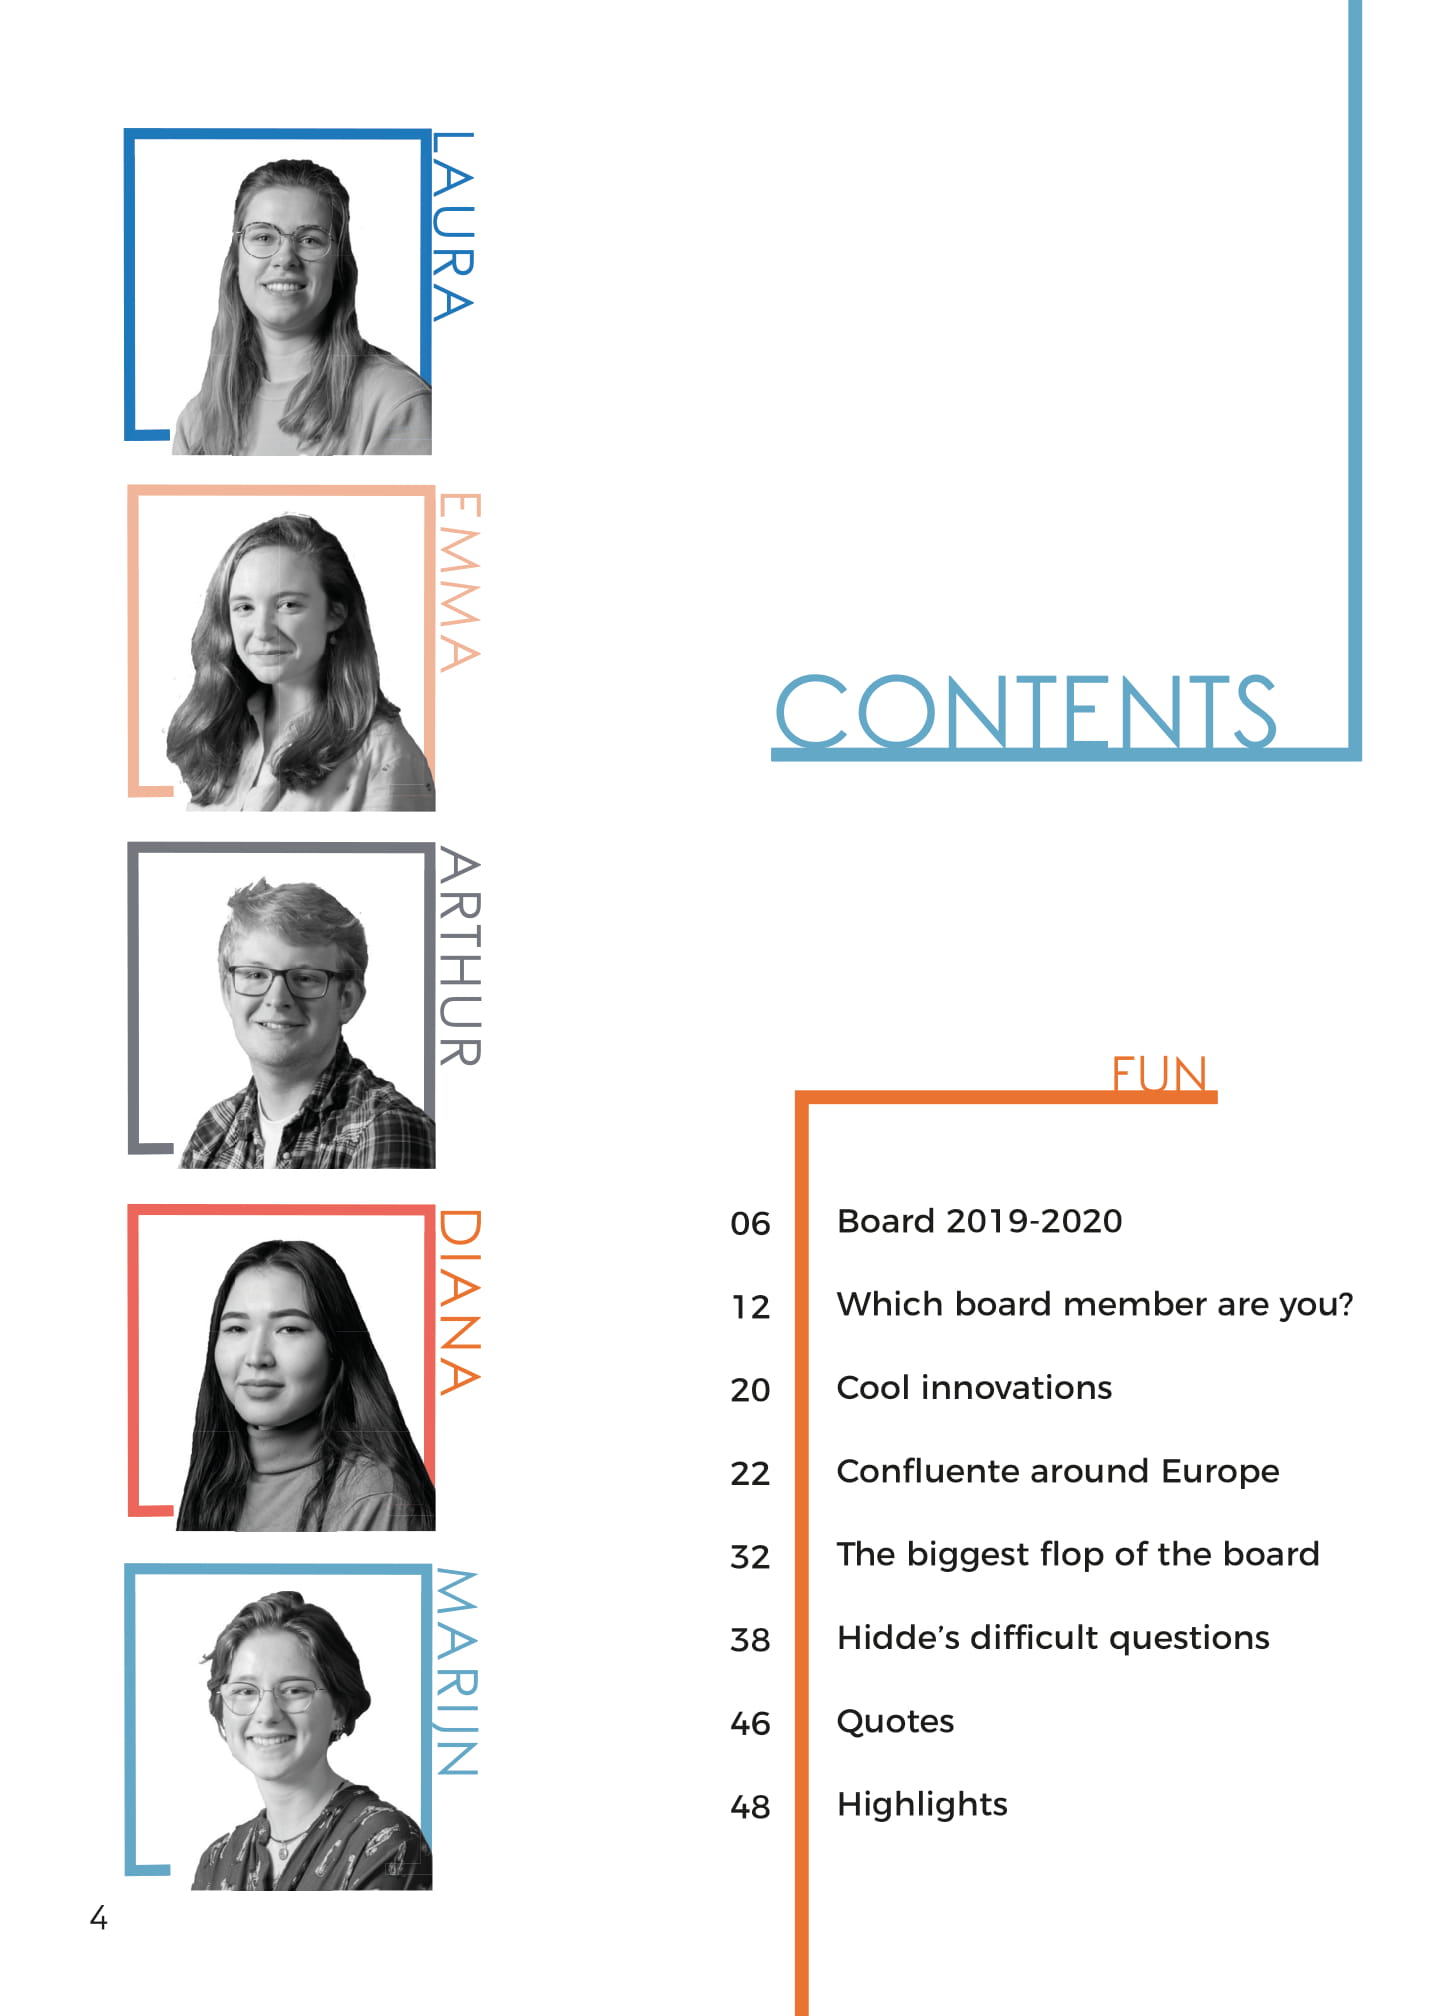 LAURA
EMMA
ARTHUR
DIANA
MARIJN
4
CONTENTS
FUN
06 Board 2019-2020
12 Which board member are you?
20 Cool innovations
22 Confluente around Europe
32 The biggest flop of the board
38 Hidde’s difficult questions
46 Quotes
48 Highlights